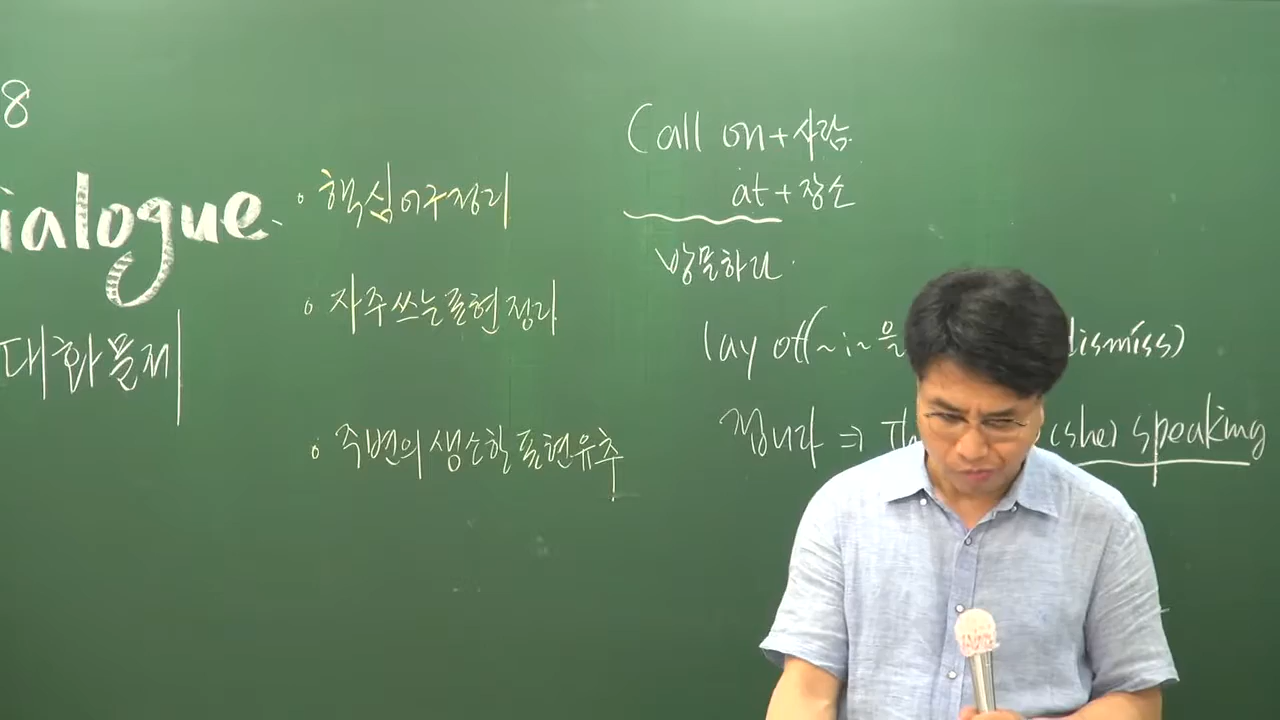 8
ialogue.
대화문제
• 핵심어구정리
• 자주쓰는표현정리
• 주변의생소한표현유추
Call on+사람
at+장소
방문하다
lay off(~i~을 dismiss)
접니다 ⇒ Th (she) speaking